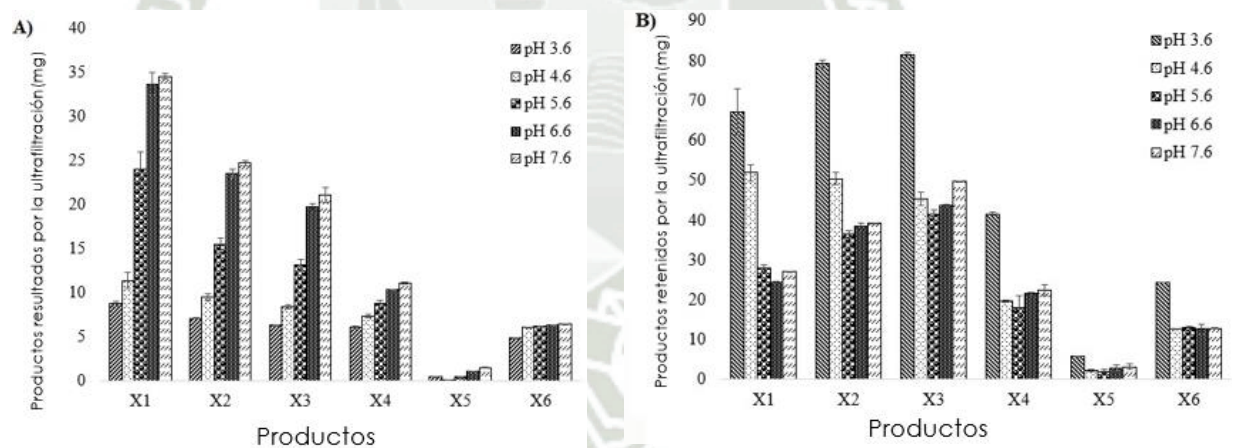 A)
Productos resultados por la ultrafiltración(mg)
40
35
30
25
20
15
10
5
0
pH 3.6
pH 4.6
pH 5.6
pH 6.6
pH 7.6
X1 X2 X3 X4 X5 X6
Productos
B)
Productos retenidos por la ultrafiltración(mg)
90
80
70
60
50
40
30
20
10
0
pH 3.6
pH 4.6
pH 5.6
pH 6.6
pH 7.6
X1 X2 X3 X4 X5 X6
Productos